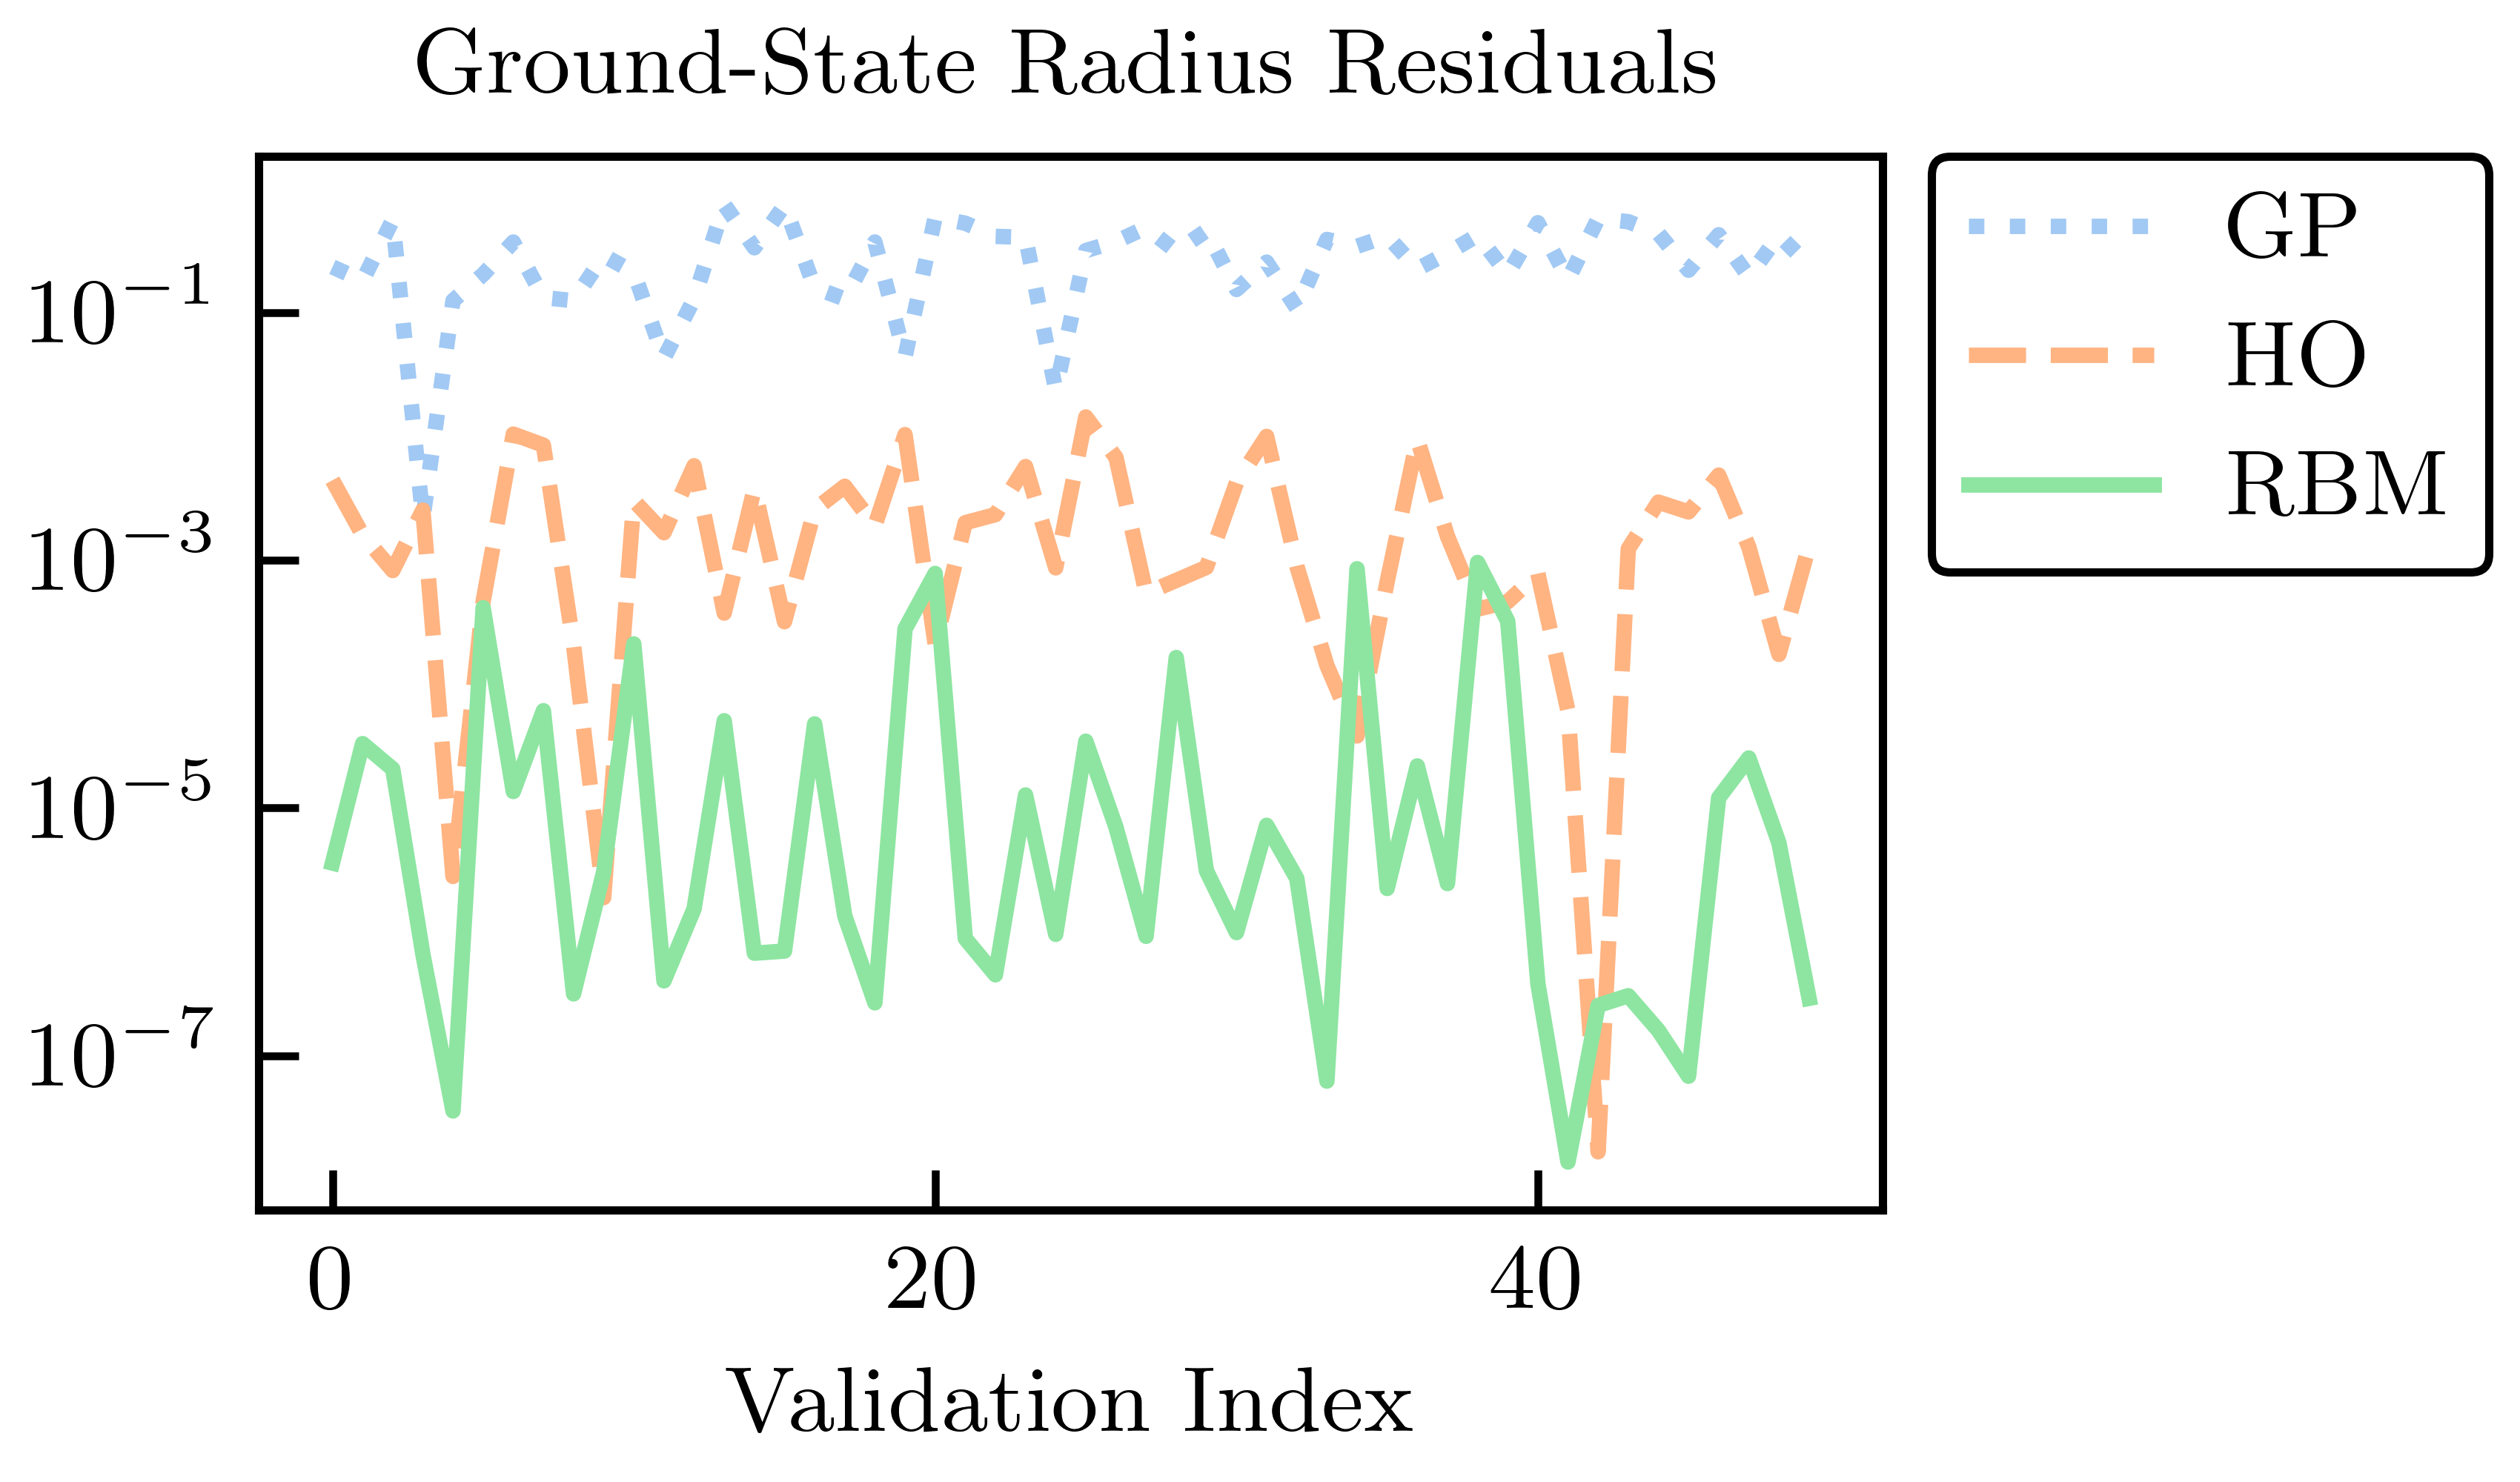 Ground-State Radius Residuals
GP
HO
RBM
10⁻¹
10⁻³
10⁻⁵
10⁻⁷
0 20 40
Validation Index